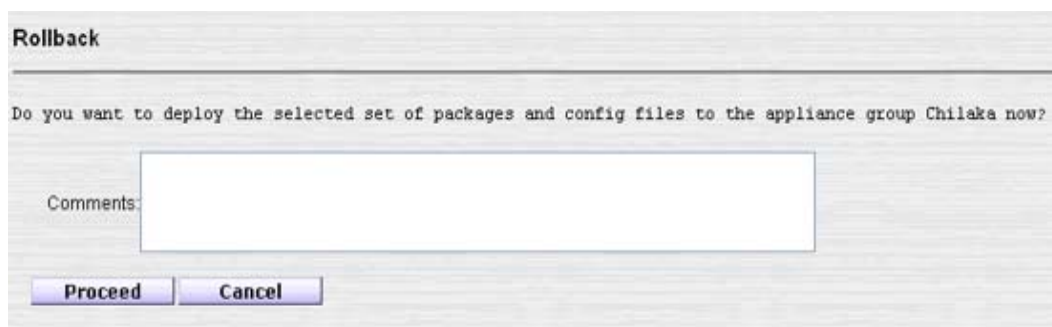 Rollback
Do you want to deploy the selected set of packages and config files to the appliance group Chilaka now?
Comments:
Proceed Cancel